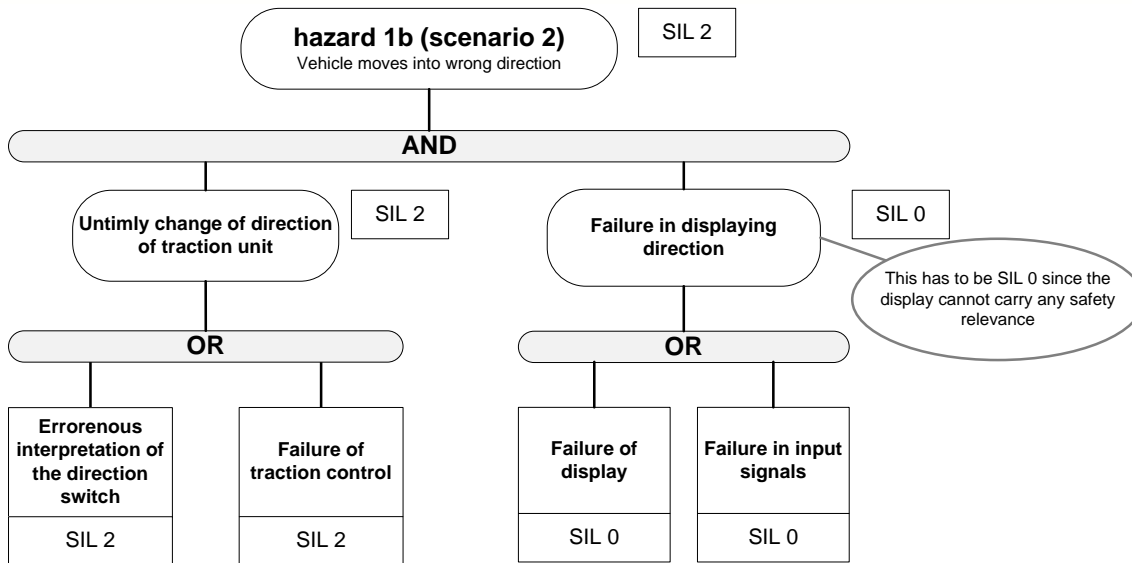 hazard 1b (scenario 2)
Vehicle moves into wrong direction
SIL 2
AND
Untimly change of direction
of traction unit
SIL 2
Failure in displaying
direction
SIL 0
This has to be SIL 0 since the
display cannot carry any safety
relevance
OR
OR
Errorenous
interpretation of
the direction
switch
SIL 2
Failure of
traction control
SIL 2
Failure of
display
SIL 0
Failure in input
signals
SIL 0